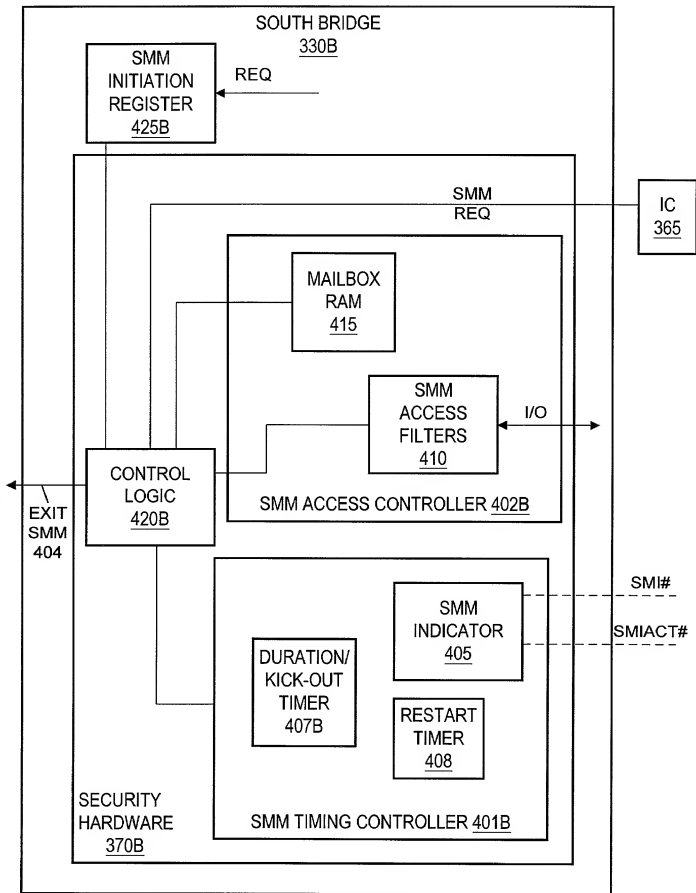 SOUTH BRIDGE
330B
SMM
INITIATION
REGISTER
425B
REQ
SMM
REQ
IC
365
MAILBOX
RAM
415
SMM
ACCESS
FILTERS
410
I/O
CONTROL
LOGIC
420B
SMM ACCESS CONTROLLER 402B
EXIT
SMM
404
SMM
INDICATOR
405
SMI#
SMIACT#
DURATION/
KICK-OUT
TIMER
407B
RESTART
TIMER
408
SECURITY
HARDWARE
370B
SMM TIMING CONTROLLER 401B